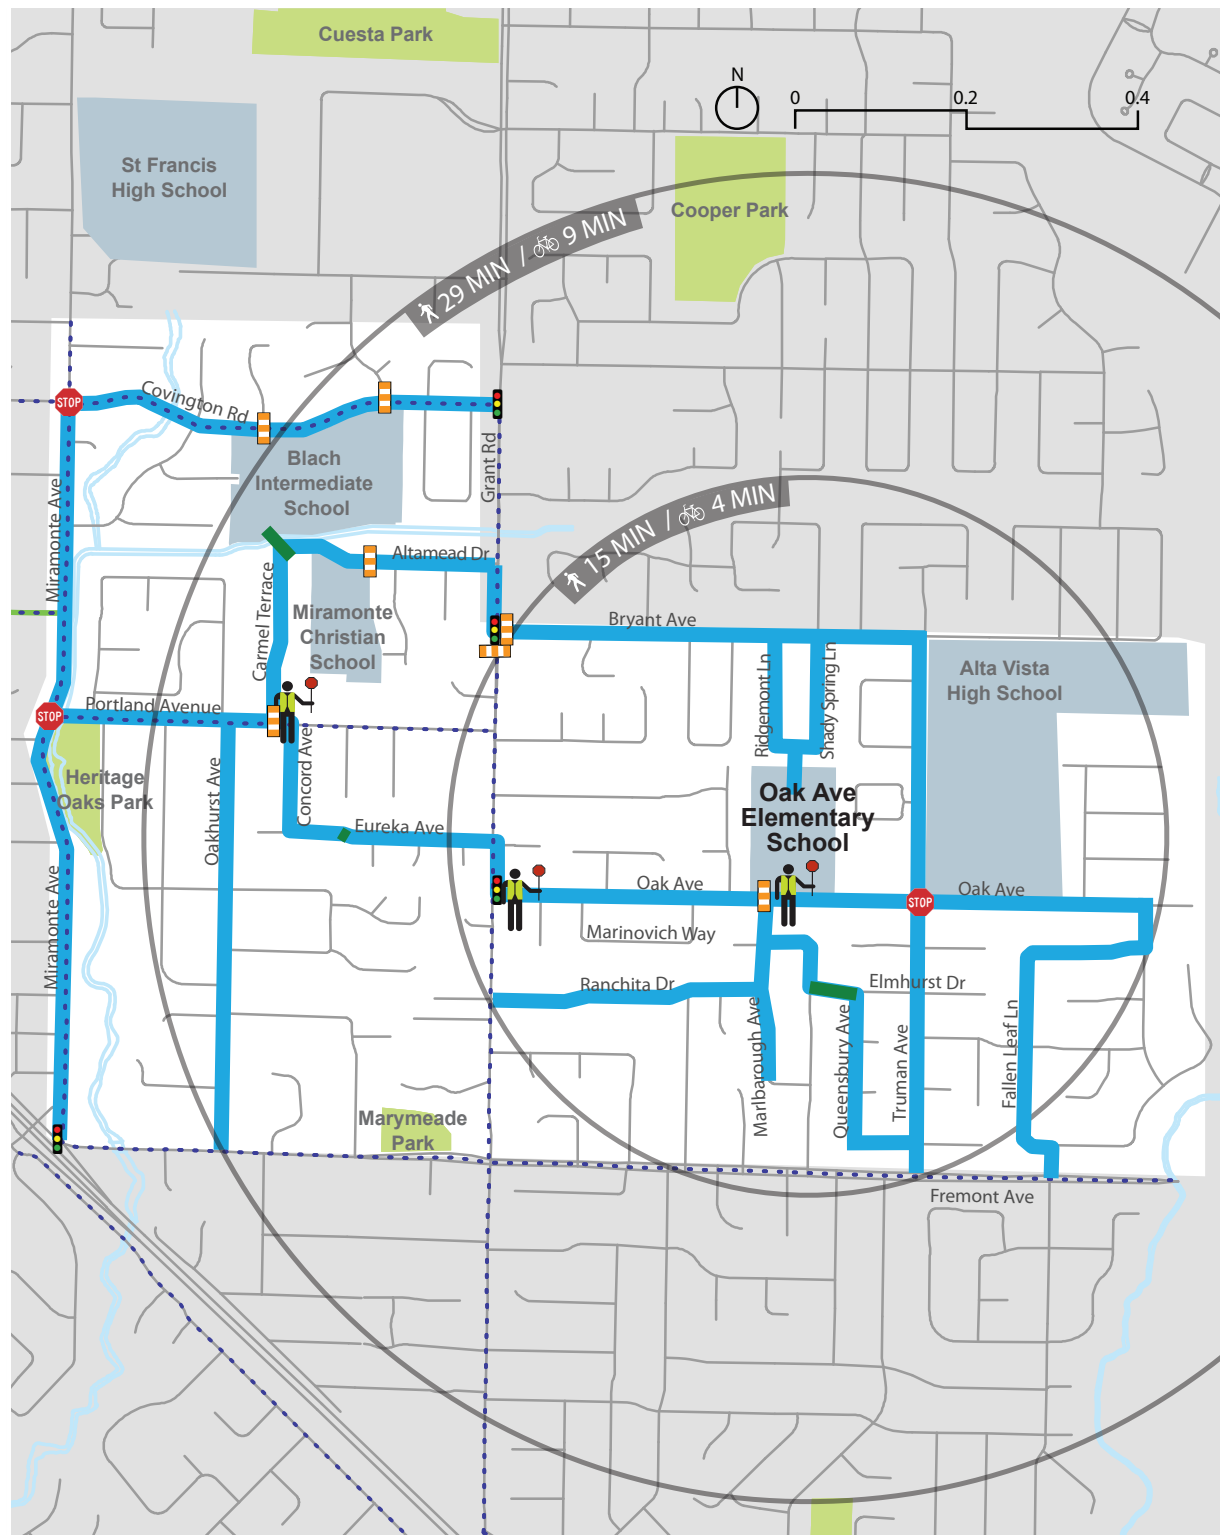 Cuesta Park
N
0
0.2
0.4
St Francis
High School
Cooper Park
29 MIN / 9 MIN
Covington Rd
STOP
Blach
Intermediate
School
Grant Rd
15 MIN / 4 MIN
Miramonte Ave
Altamead Dr
Carmel Terrace
Miramonte
Christian
School
Bryant Ave
Ridgemont Ln
Shady Spring Ln
Alta Vista
High School
Portland Avenue
STOP
Heritage
Oaks Park
Oakhurst Ave
Concord Ave
Eureka Ave
Oak Ave
Elementary
School
Oak Ave
STOP
Oak Ave
Marinovich Way
Miramonte Ave
Ranchita Dr
Elmhurst Dr
Marlbarough Ave
Queensbury Ave
Truman Ave
Fallen Leaf Ln
Marymeade
Park
Fremont Ave